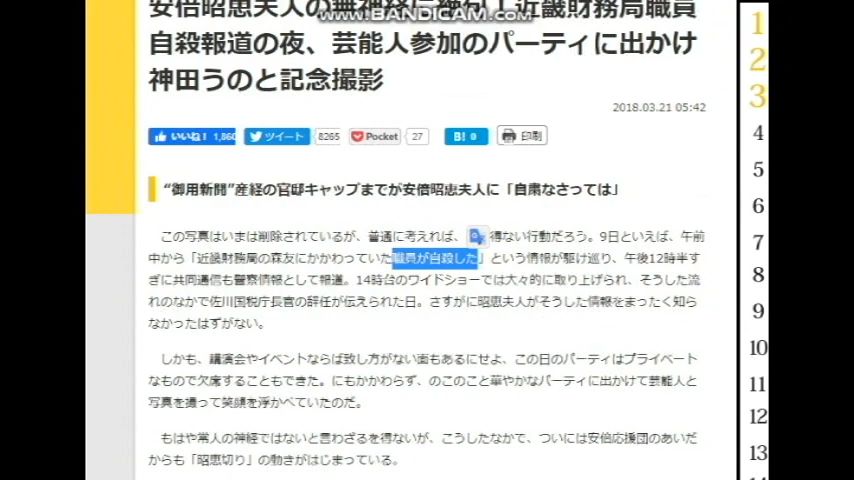 安倍昭恵夫人の無神経に絶句！近畿財務局職員
www.BANDICAM.com
自殺報道の夜、芸能人参加のパーティに出かけ
神田うのと記念撮影
2018.03.21 05:42
いいね！ 1,860
ツイート 8265
Pocket 27
B! 0
印刷
“御用新聞”産経の官邸キャップまでが安倍昭恵夫人に「自粛なさっては」
この写真はいまは削除されているが、普通に考えれば、 得ない行動だろう。9日といえば、午前
中から「近畿財務局の森友にかかわっていた職員が自殺した」という情報が駆け巡り、午後12時半す
ぎに共同通信も警察情報として報道。14時台のワイドショーでは大々的に取り上げられ、そうした流
れのなかで佐川国税庁長官の辞任が伝えられた日。さすがに昭恵夫人がそうした情報をまったく知ら
なかったはずがない。
しかも、講演会やイベントならば致し方がない面もあるにせよ、この日のパーティはプライベート
なもので欠席することもできた。にもかかわらず、のこのこと華やかなパーティに出かけて芸能人と
写真を撮って笑顔を浮かべていたのだ。
もはや常人の神経ではないと言わざるを得ないが、こうしたなかで、ついには安倍応援団のあいだ
からも「昭恵切り」の動きがはじまっている。
1
2
3
4
5
6
7
8
9
10
11
12
13